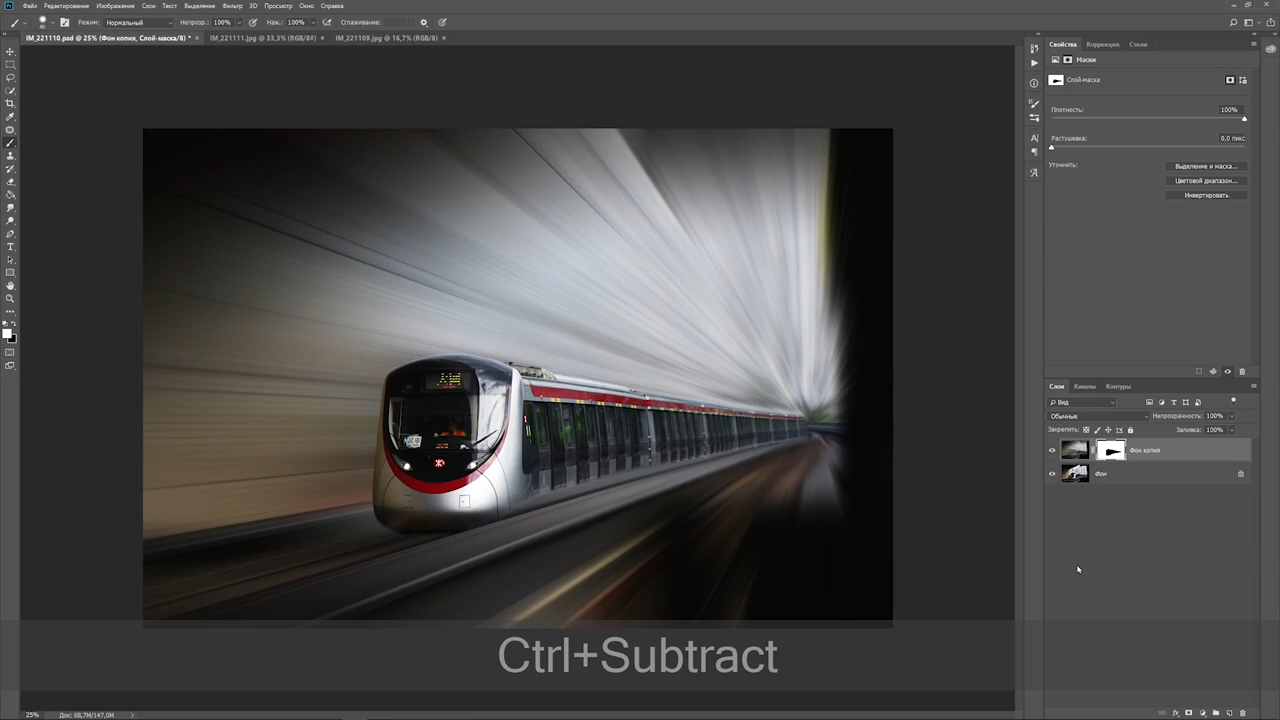 Файл Редактирование Изображение Слои Текст Выделение Фильтр 3D Просмотр Окно Справка
Режим: Нормальный Непрозр.: 100% Наж.: 100% Сглаживание:
IM_221110.psd @ 25% (Фон копия, Слой-маска/8) * × IM_221111.jpg @ 33,3% (RGB/8#) × IM_221109.jpg @ 16,7% (RGB/8) ×
Свойства Коррекция Стили
Маски
Слой-маска
Плотность: 100%
Растушевка: 0,0 пикс
Уточнить: Выделение и маска...
Цветовой диапазон...
Инвертировать
Слои Каналы Контуры
Вид
Обычные Непрозрачность: 100%
Закрепить: Заливка: 100%
Фон копия
Фон
Ctrl+Subtract
25% Док: 68,7M/147,0M